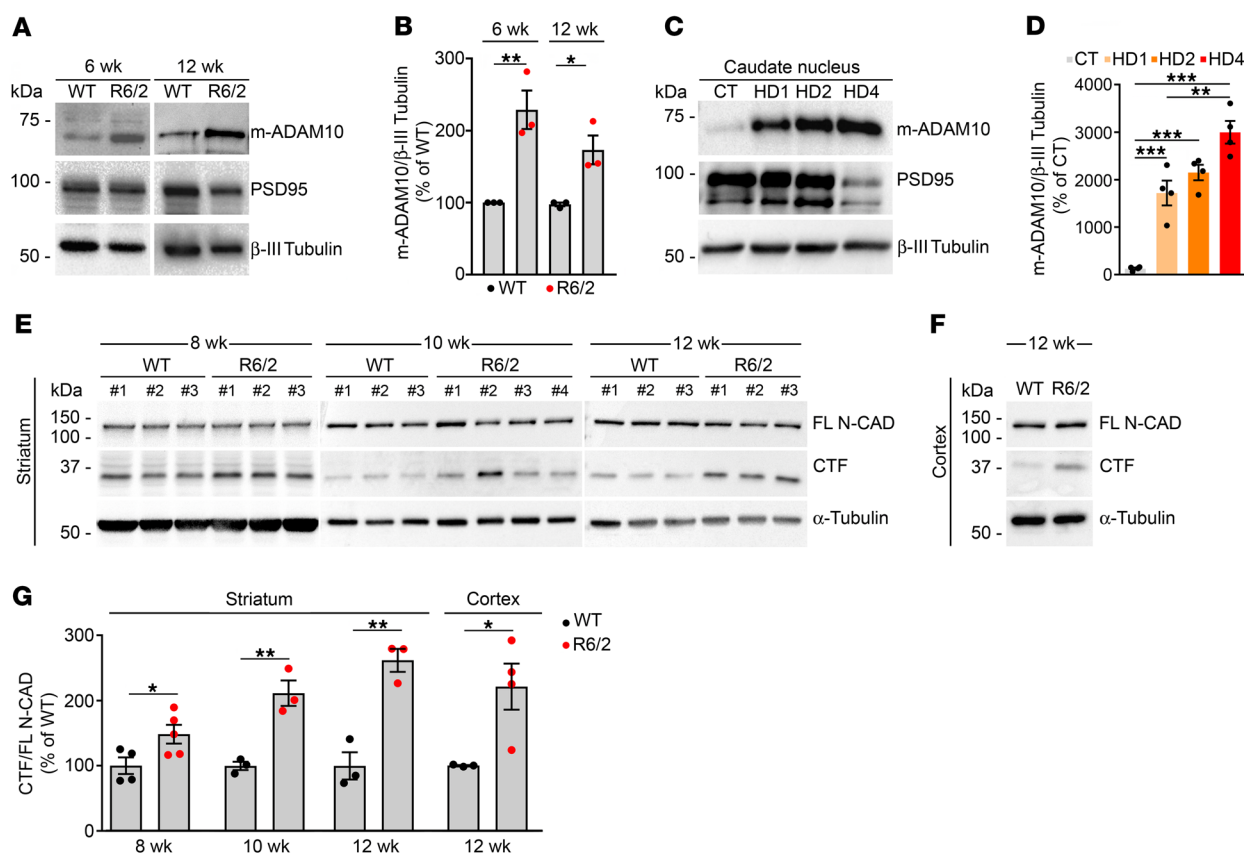 A
6 wk 12 wk
kDa WT R6/2 WT R6/2
75 - m-ADAM10
100 - PSD95
50 - β-III Tubulin
B
6 wk 12 wk
** *
m-ADAM10/β-III Tubulin
(% of WT)
300
200
100
0
WT R6/2
C
Caudate nucleus
kDa CT HD1 HD2 HD4
75 - m-ADAM10
100 - PSD95
50 - β-III Tubulin
D
CT HD1 HD2 HD4
m-ADAM10/β-III Tubulin
(% of CT)
4000
3000
2000
1000
0
***
**
***
***
E
8 wk 10 wk 12 wk
WT R6/2 WT R6/2 WT R6/2
kDa #1 #2 #3 #1 #2 #3 #1 #2 #3 #1 #2 #3 #4 #1 #2 #3 #1 #2 #3
Striatum
150 -
100 - FL N-CAD
37 - CTF
50 - α-Tubulin
F
12 wk
kDa WT R6/2
Cortex
150 -
100 - FL N-CAD
37 - CTF
50 - α-Tubulin
G
Striatum Cortex
WT
R6/2
CTF/FL N-CAD
(% of WT)
300
200
100
0
* ** ** *
8 wk 10 wk 12 wk 12 wk